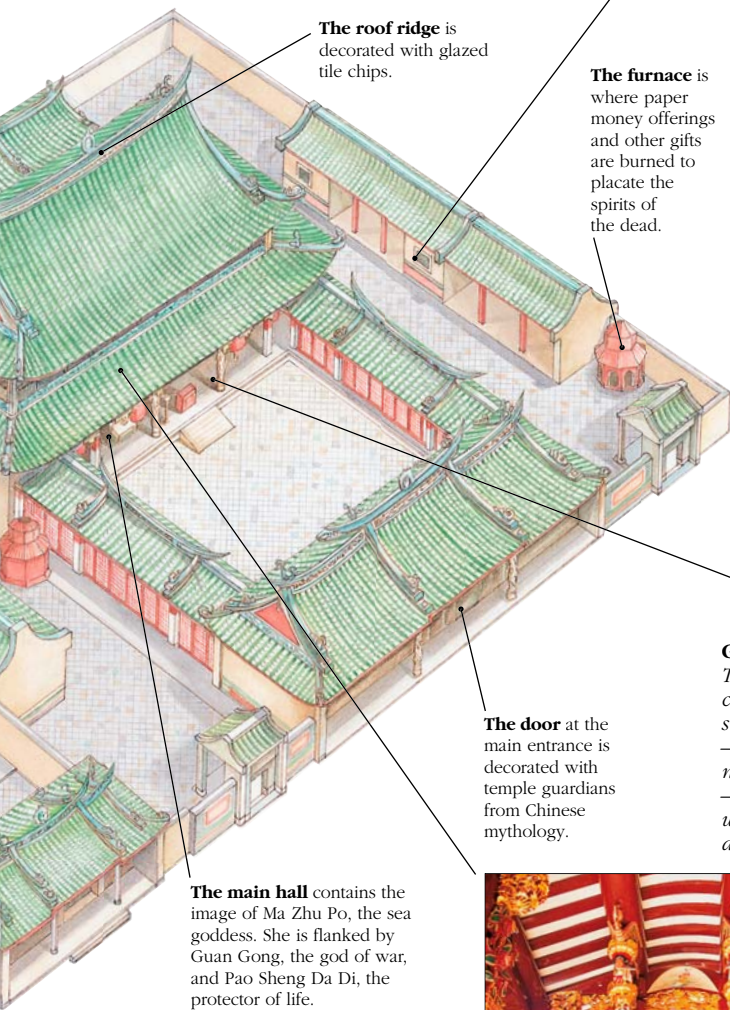 The roof ridge is
decorated with glazed
tile chips.
The furnace is
where paper
money offerings
and other gifts
are burned to
placate the
spirits of
the dead.
The door at the
main entrance is
decorated with
temple guardians
from Chinese
mythology.
The main hall contains the
image of Ma Zhu Po, the sea
goddess. She is flanked by
Guan Gong, the god of war,
and Pao Sheng Da Di, the
protector of life.